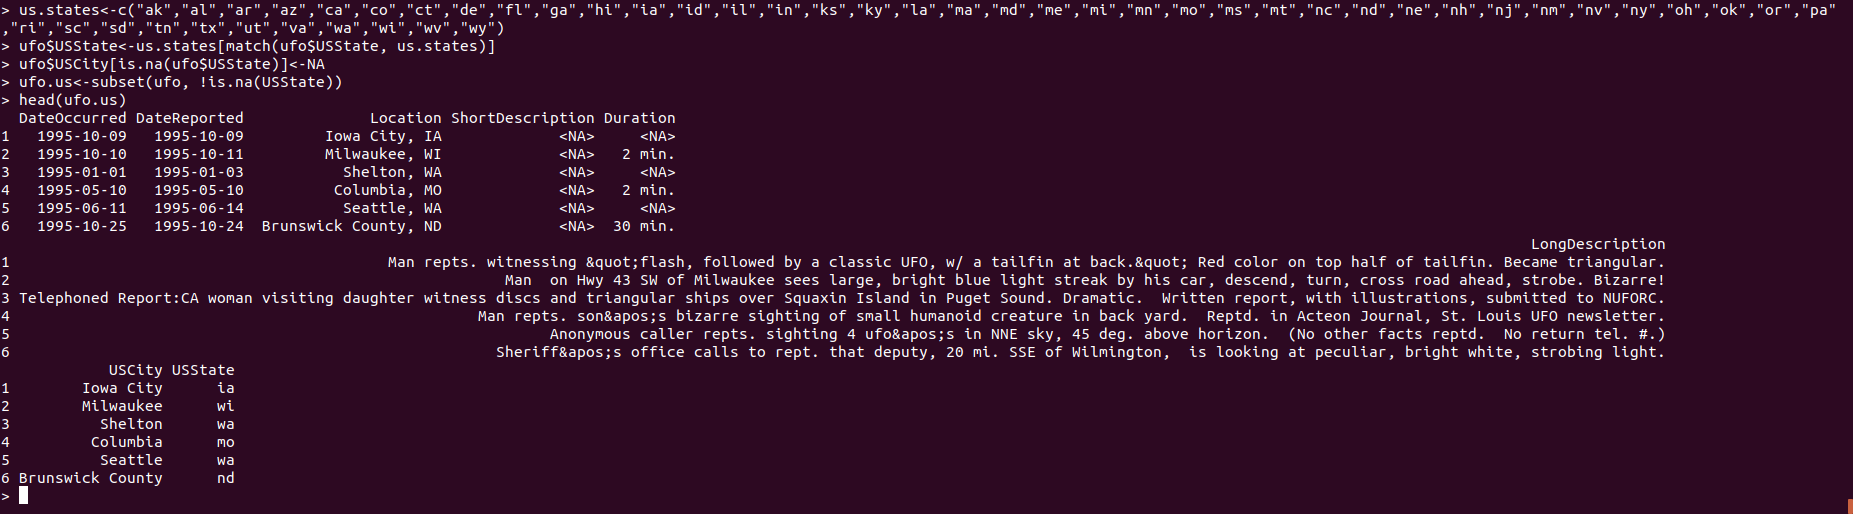 > us.states<-c("ak","al","ar","az","ca","co","ct","de","fl","ga","hi","ia","id","il","in","ks","ky","la","ma","md","me","mi","mn","mo","ms","mt","nc","nd","ne","nh","nj","nm","nv","ny","oh","ok","or","pa"
,"ri","sc","sd","tn","tx","ut","va","wa","wi","wv","wy")
> ufo$USState<-us.states[match(ufo$USState, us.states)]
> ufo$USCity[is.na(ufo$USState)]<-NA
> ufo.us<-subset(ufo, !is.na(USState))
> head(ufo.us)
  DateOccurred DateReported              Location ShortDescription Duration
1   1995-10-09   1995-10-09         Iowa City, IA             <NA>     <NA>
2   1995-10-10   1995-10-11         Milwaukee, WI             <NA>   2 min.
3   1995-01-01   1995-01-03           Shelton, WA             <NA>     <NA>
4   1995-05-10   1995-05-10          Columbia, MO             <NA>   2 min.
5   1995-06-11   1995-06-14           Seattle, WA             <NA>     <NA>
6   1995-10-25   1995-10-24  Brunswick County, ND             <NA>  30 min.
LongDescription
1 Man repts. witnessing &quot;flash, followed by a classic UFO, w/ a tailfin at back.&quot; Red color on top half of tailfin. Became triangular.
2 Man  on Hwy 43 SW of Milwaukee sees large, bright blue light streak by his car, descend, turn, cross road ahead, strobe. Bizarre!
3 Telephoned Report:CA woman visiting daughter witness discs and triangular ships over Squaxin Island in Puget Sound. Dramatic.  Written report, with illustrations, submitted to NUFORC.
4 Man repts. son&apos;s bizarre sighting of small humanoid creature in back yard.  Reptd. in Acteon Journal, St. Louis UFO newsletter.
5 Anonymous caller repts. sighting 4 ufo&apos;s in NNE sky, 45 deg. above horizon.  (No other facts reptd.  No return tel. #.)
6 Sheriff&apos;s office calls to rept. that deputy, 20 mi. SSE of Wilmington,  is looking at peculiar, bright white, strobing light.
            USCity USState
1        Iowa City      ia
2        Milwaukee      wi
3          Shelton      wa
4         Columbia      mo
5          Seattle      wa
6 Brunswick County      nd
>